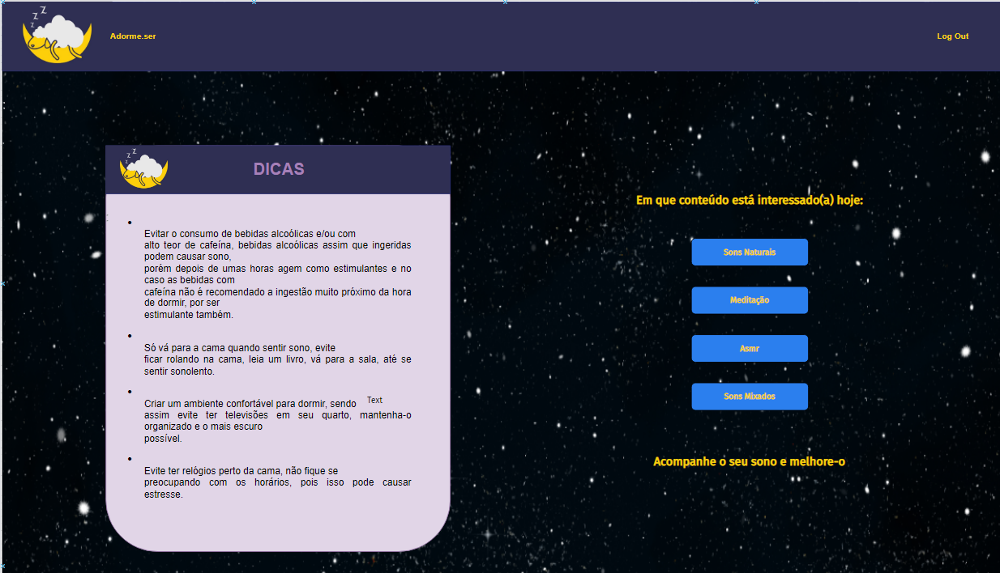 z z
z
Adorme.ser
Log Out
z z
z
DICAS
Evitar o consumo de bebidas alcoólicas e/ou com
alto teor de cafeína, bebidas alcoólicas assim que ingeridas
podem causar sono,
porém depois de umas horas agem como estimulantes e no
caso as bebidas com
cafeína não é recomendado a ingestão muito próximo da hora
de dormir, por ser
estimulante também.
Só vá para a cama quando sentir sono, evite
ficar rolando na cama, leia um livro, vá para a sala, até se
sentir sonolento.
Criar um ambiente confortável para dormir, sendo
Text
assim evite ter televisões em seu quarto, mantenha-o
organizado e o mais escuro
possível.
Evite ter relógios perto da cama, não fique se
preocupando com os horários, pois isso pode causar
estresse.
Em que conteúdo está interessado(a) hoje:
Sons Naturais
Meditação
Asmr
Sons Mixados
Acompanhe o seu sono e melhore-o